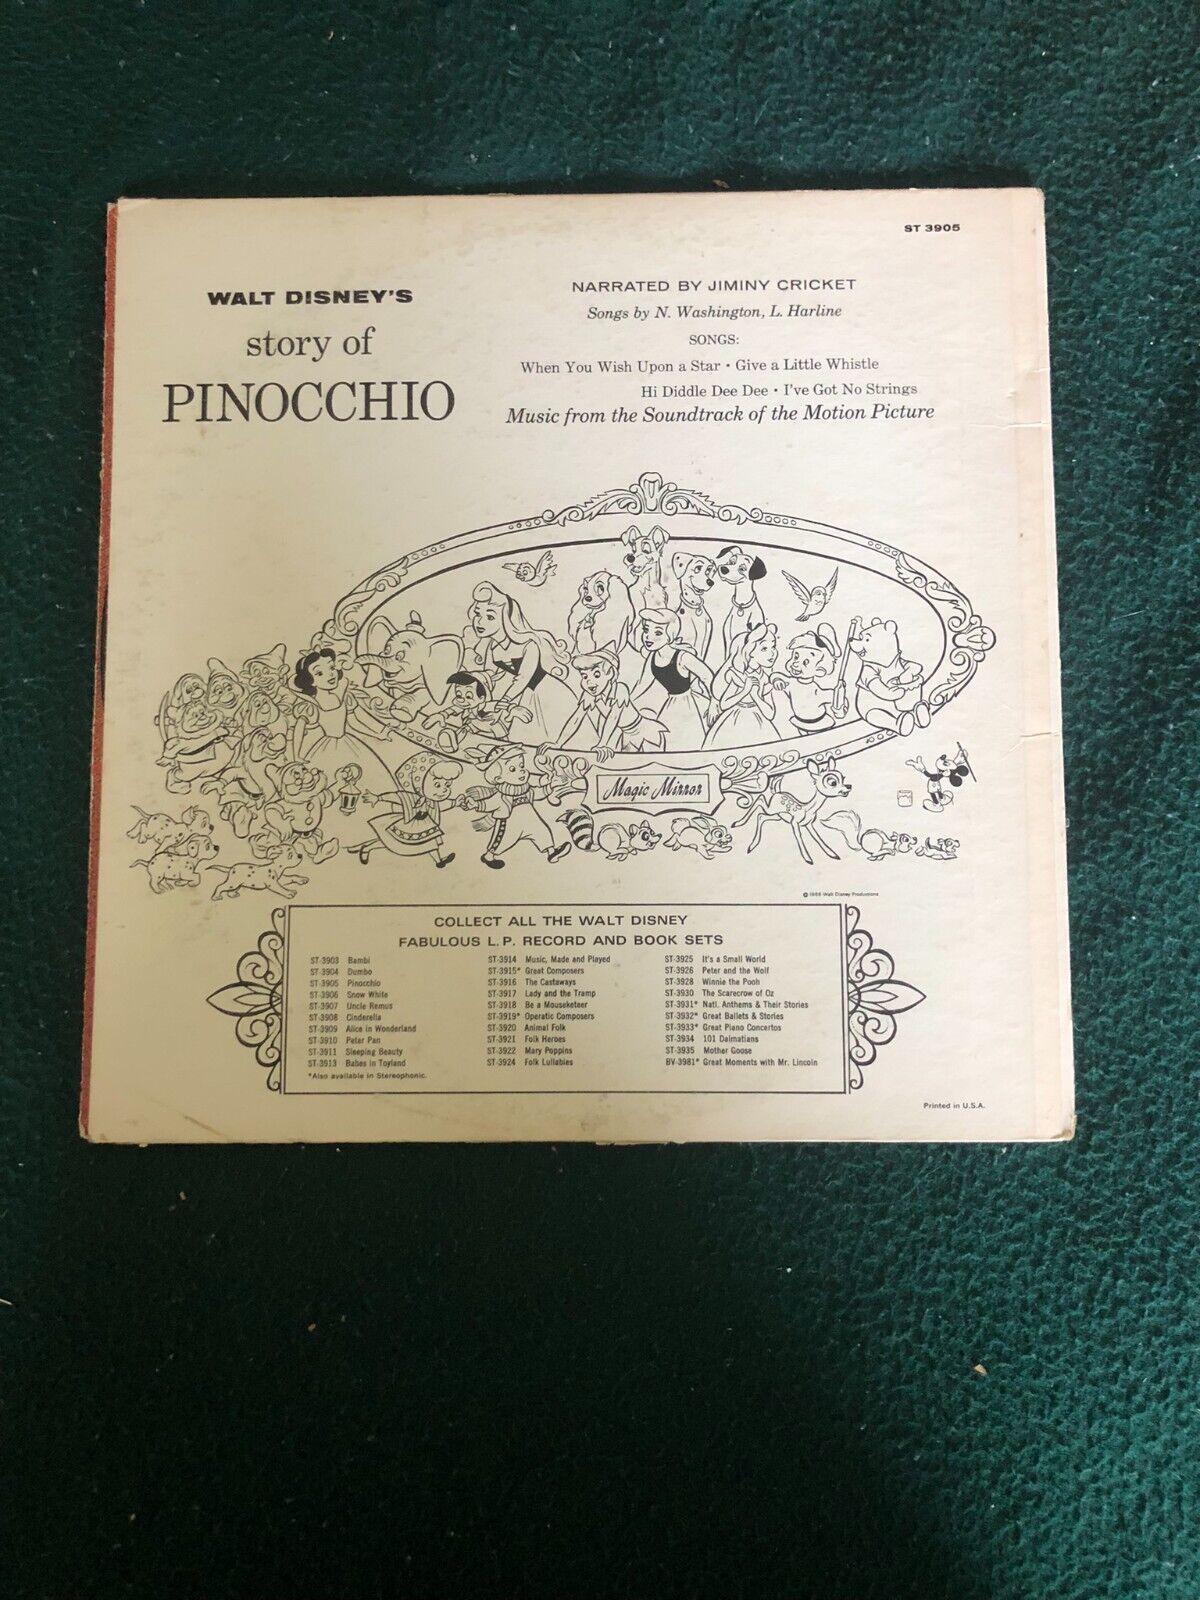 ST 3905
WALT DISNEY'S
story of
PINOCCHIO
NARRATED BY JIMINY CRICKET
Songs by N. Washington, L. Harline
SONGS:
When You Wish Upon a Star • Give a Little Whistle
Hi Diddle Dee Dee • I've Got No Strings
Music from the Soundtrack of the Motion Picture
Magic Mirror
Walt Disney Productions
COLLECT ALL THE WALT DISNEY
FABULOUS L.P. RECORD AND BOOK SETS
ST-3903 Bambi
ST-3904 Dumbo
ST-3905 Pinocchio
ST-3906 Snow White
ST-3907 Uncle Remus
ST-3908 Cinderella
ST-3909 Alice in Wonderland
ST-3910 Peter Pan
ST-3911 Sleeping Beauty
ST-3913 Babes in Toyland
*Also available in Stereophonic.
ST-3914 Music, Made and Played
ST-3915* Great Composers
ST-3916 The Castaways
ST-3917 Lady and the Tramp
ST-3918 Be a Mouseketeer
ST-3919* Operatic Composers
ST-3920 Animal Folk
ST-3921 Folk Heroes
ST-3922 Mary Poppins
ST-3924 Folk Lullabies
ST-3925 It's a Small World
ST-3926 Peter and the Wolf
ST-3928 Winnie the Pooh
ST-3930 The Scarecrow of Oz
ST-3931* Natl. Anthems & Their Stories
ST-3932* Great Ballets & Stories
ST-3933* Great Piano Concertos
ST-3934 101 Dalmatians
ST-3935 Mother Goose
BV-3981* Great Moments with Mr. Lincoln
Printed in U.S.A.